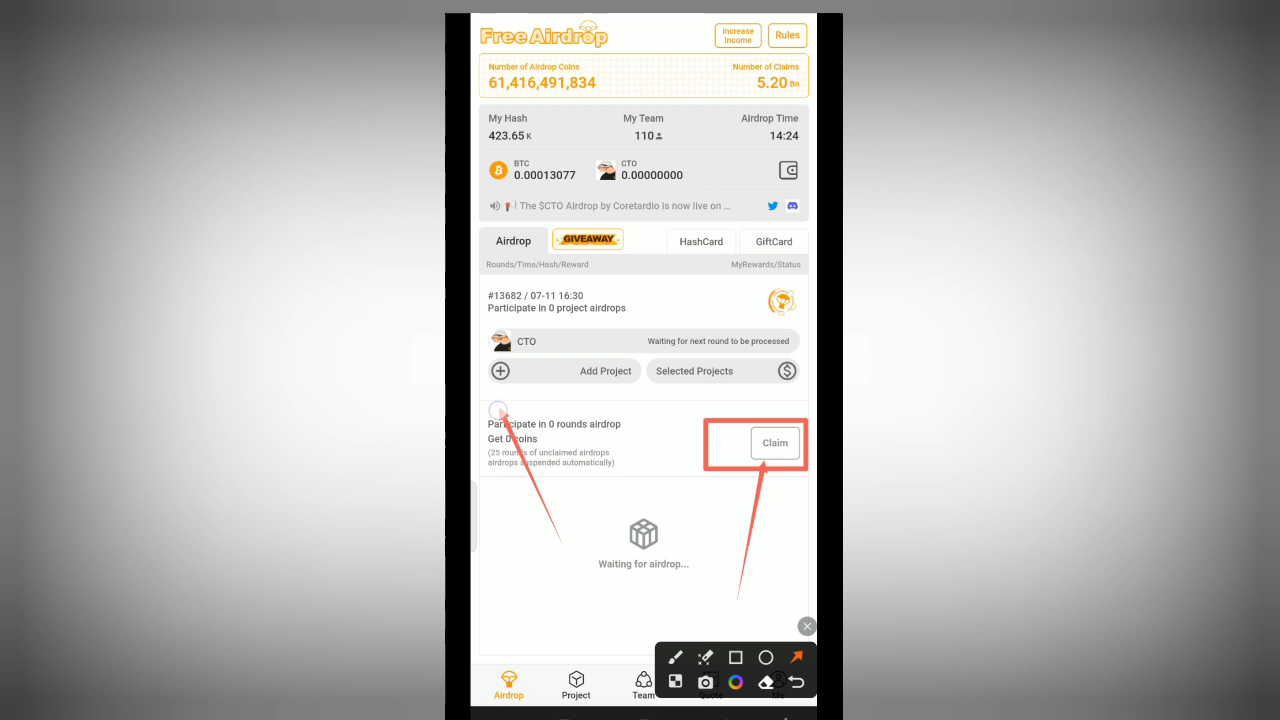 Free Airdrop
Increase
Income
Rules
Number of Airdrop Coins
Number of Claims
61,416,491,834
5.20 Bn
My Hash
My Team
Airdrop Time
423.65 K
110
14:24
BTC
0.00013077
CTO
0.00000000
The $CTO Airdrop by Coretardio is now live on ...
Airdrop
GIVEAWAY
HashCard
GiftCard
Rounds/Time/Hash/Reward
MyRewards/Status
#13682 / 07-11 16:30
Participate in 0 project airdrops
CTO
Waiting for next round to be processed
Add Project
Selected Projects
Participate in 0 rounds airdrop
Get 0 coins
(25 rounds of unclaimed airdrops
airdrops suspended automatically)
Claim
Waiting for airdrop...
Airdrop
Project
Team
Quote
Me